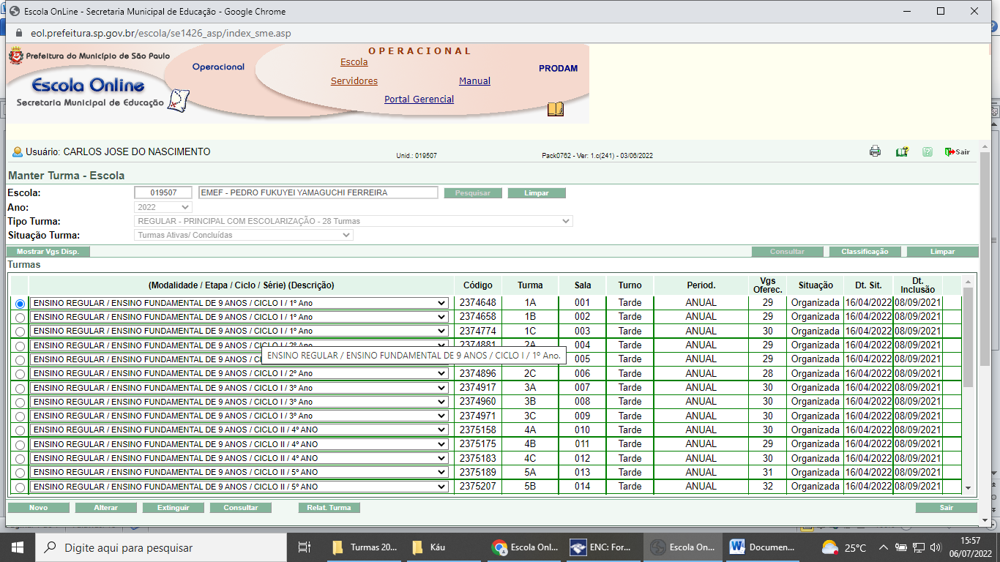 Escola OnLine - Secretaria Municipal de Educação - Google Chrome
eol.prefeitura.sp.gov.br/escola/se1426_asp/index_sme.asp
Prefeitura do Município de São Paulo
Escola Online
Secretaria Municipal de Educação
Operacional
OPERACIONAL
Escola
Servidores Manual
Portal Gerencial
PRODAM
Usuário: CARLOS JOSE DO NASCIMENTO Unid.: 019507 Pack0762 - Ver: 1.c(241) - 03/06/2022 Sair
Manter Turma - Escola
Escola: 019507 EMEF - PEDRO FUKUYEI YAMAGUCHI FERREIRA Pesquisar Limpar
Ano: 2022
Tipo Turma: REGULAR - PRINCIPAL COM ESCOLARIZAÇÃO - 28 Turmas
Situação Turma: Turmas Ativas/ Concluídas
Mostrar Vgs Disp. Consultar Classificação Limpar
Turmas
(Modalidade / Etapa / Ciclo / Série) (Descrição) Código Turma Sala Turno Period. Vgs Oferec. Situação Dt. Sit. Dt. Inclusão
ENSINO REGULAR / ENSINO FUNDAMENTAL DE 9 ANOS / CICLO I / 1º Ano 2374648 1A 001 Tarde ANUAL 29 Organizada 16/04/2022 08/09/2021
ENSINO REGULAR / ENSINO FUNDAMENTAL DE 9 ANOS / CICLO I / 1º Ano 2374658 1B 002 Tarde ANUAL 29 Organizada 16/04/2022 08/09/2021
ENSINO REGULAR / ENSINO FUNDAMENTAL DE 9 ANOS / CICLO I / 1º Ano 2374774 1C 003 Tarde ANUAL 30 Organizada 16/04/2022 08/09/2021
ENSINO REGULAR / ENSINO FUNDAMENTAL DE 9 ANOS / CICLO I / 2º Ano 2374881 2A 004 Tarde ANUAL 29 Organizada 16/04/2022 08/09/2021
ENSINO REGULAR / ENSINO FUNDAMENTAL DE 9 ANOS / 005 Tarde ANUAL 29 Organizada 16/04/2022 08/09/2021
ENSINO REGULAR / ENSINO FUNDAMENTAL DE 9 ANOS / CICLO I / 1º Ano.
ENSINO REGULAR / ENSINO FUNDAMENTAL DE 9 ANOS / CICLO I / 2º Ano 2374896 2C 006 Tarde ANUAL 28 Organizada 16/04/2022 08/09/2021
ENSINO REGULAR / ENSINO FUNDAMENTAL DE 9 ANOS / CICLO I / 3º Ano 2374917 3A 007 Tarde ANUAL 30 Organizada 16/04/2022 08/09/2021
ENSINO REGULAR / ENSINO FUNDAMENTAL DE 9 ANOS / CICLO I / 3º Ano 2374960 3B 008 Tarde ANUAL 30 Organizada 16/04/2022 08/09/2021
ENSINO REGULAR / ENSINO FUNDAMENTAL DE 9 ANOS / CICLO I / 3º Ano 2374971 3C 009 Tarde ANUAL 30 Organizada 16/04/2022 08/09/2021
ENSINO REGULAR / ENSINO FUNDAMENTAL DE 9 ANOS / CICLO II / 4º ANO 2375158 4A 010 Tarde ANUAL 30 Organizada 16/04/2022 08/09/2021
ENSINO REGULAR / ENSINO FUNDAMENTAL DE 9 ANOS / CICLO II / 4º ANO 2375175 4B 011 Tarde ANUAL 29 Organizada 16/04/2022 08/09/2021
ENSINO REGULAR / ENSINO FUNDAMENTAL DE 9 ANOS / CICLO II / 4º ANO 2375183 4C 012 Tarde ANUAL 30 Organizada 16/04/2022 08/09/2021
ENSINO REGULAR / ENSINO FUNDAMENTAL DE 9 ANOS / CICLO II / 5º ANO 2375189 5A 013 Tarde ANUAL 31 Organizada 16/04/2022 08/09/2021
ENSINO REGULAR / ENSINO FUNDAMENTAL DE 9 ANOS / CICLO II / 5º ANO 2375207 5B 014 Tarde ANUAL 32 Organizada 16/04/2022 08/09/2021
Novo Alterar Extinguir Consultar Relat. Turma Sair
Digite aqui para pesquisar Turmas 20... Káu Escola Onl... ENC: For... Escola On... Documen... 25°C 15:57
06/07/2022